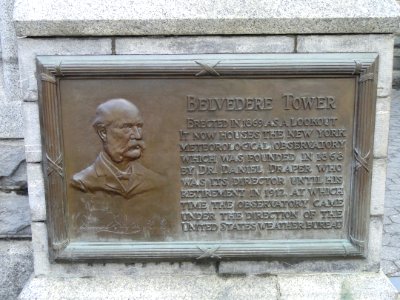 BELVEDERE TOWER
ERECTED IN 1869 AS A LOOKOUT
IT NOW HOUSES THE NEW YORK
METEOROLOGICAL OBSERVATORY
WHICH WAS FOUNDED IN 1868
BY DR. DANIEL DRAPER WHO
WAS ITS DIRECTOR UNTIL HIS
RETIREMENT IN 1911 AT WHICH
TIME THE OBSERVATORY CAME
UNDER THE DIRECTION OF THE
UNITED STATES WEATHER BUREAU